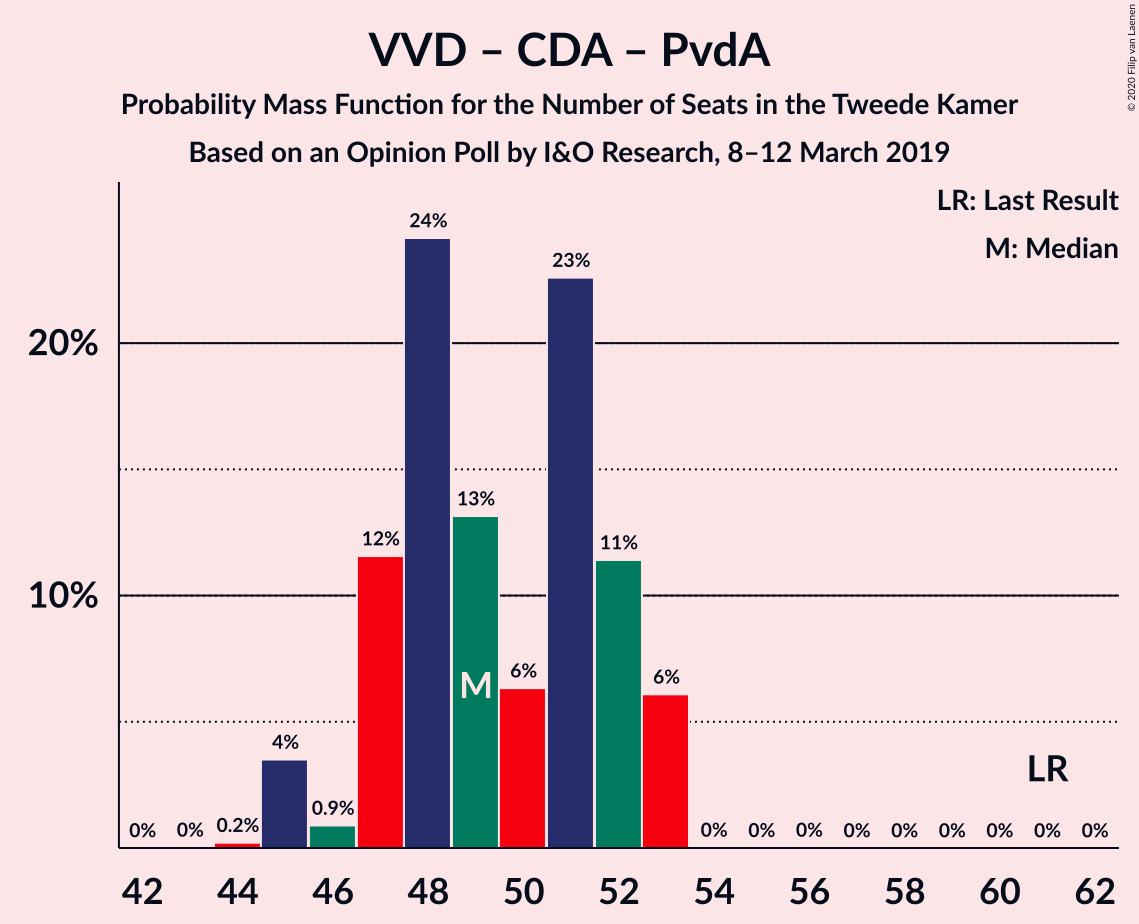 VVD – CDA – PvdA
Probability Mass Function for the Number of Seats in the Tweede Kamer
Based on an Opinion Poll by I&O Research, 8–12 March 2019
© 2020 Filip van Laenen
LR: Last Result
M: Median
24%
23%
20%
13%
12%
11%
10%
6%
6%
M
4%
LR
0.9%
0.2%
0% 0% 0% 0% 0% 0% 0% 0% 0% 0% 0%
42 44 46 48 50 52 54 56 58 60 62